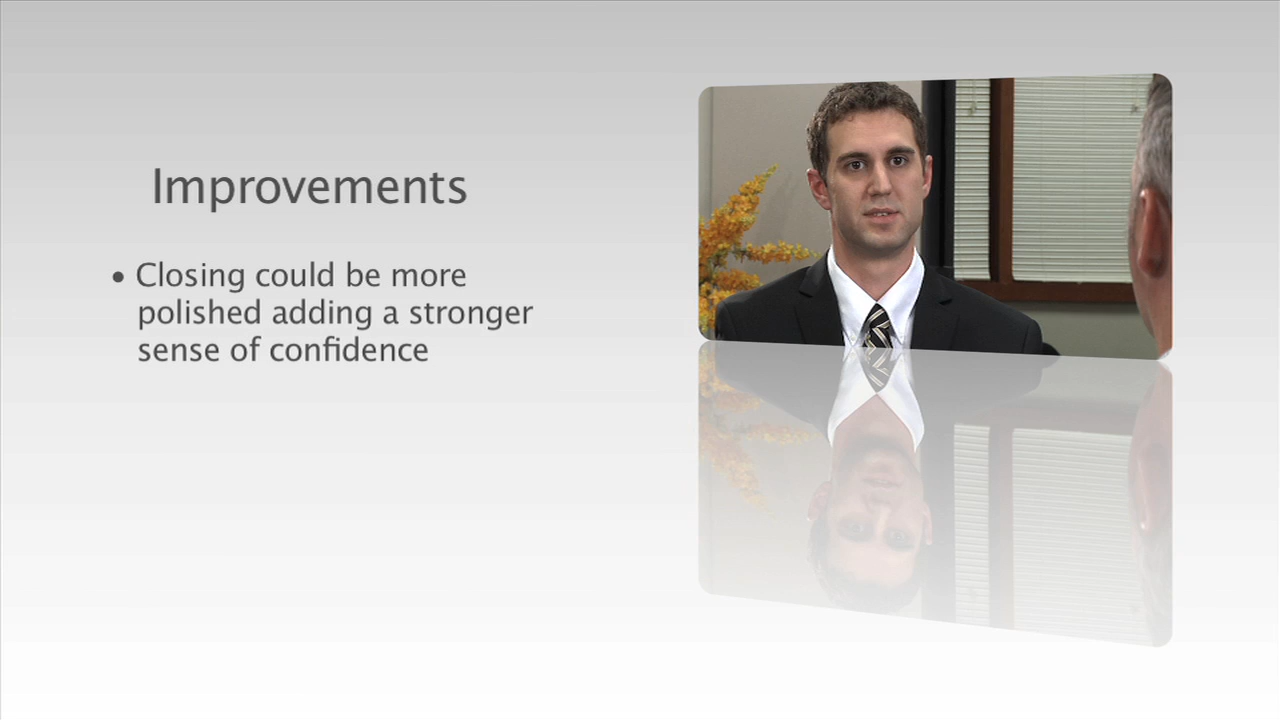 Improvements
• Closing could be more
polished adding a stronger
sense of confidence